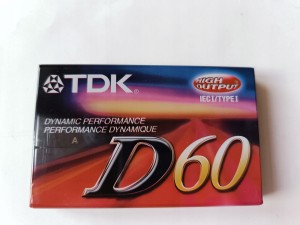 TDK
HIGH
OUTPUT
IEC I/TYPE I
DYNAMIC PERFORMANCE
PERFORMANCE DYNAMIQUE
A
D60